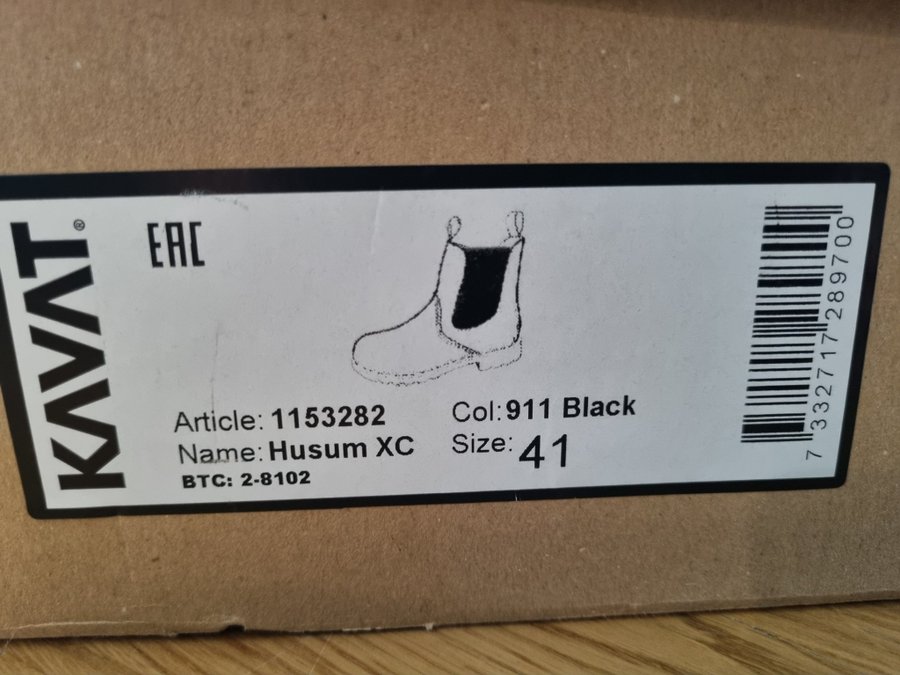 KAVAT®
EAC
Article: 1153282
Name: Husum XC
BTC: 2-8102
Col: 911 Black
Size: 41
7 332717 289700